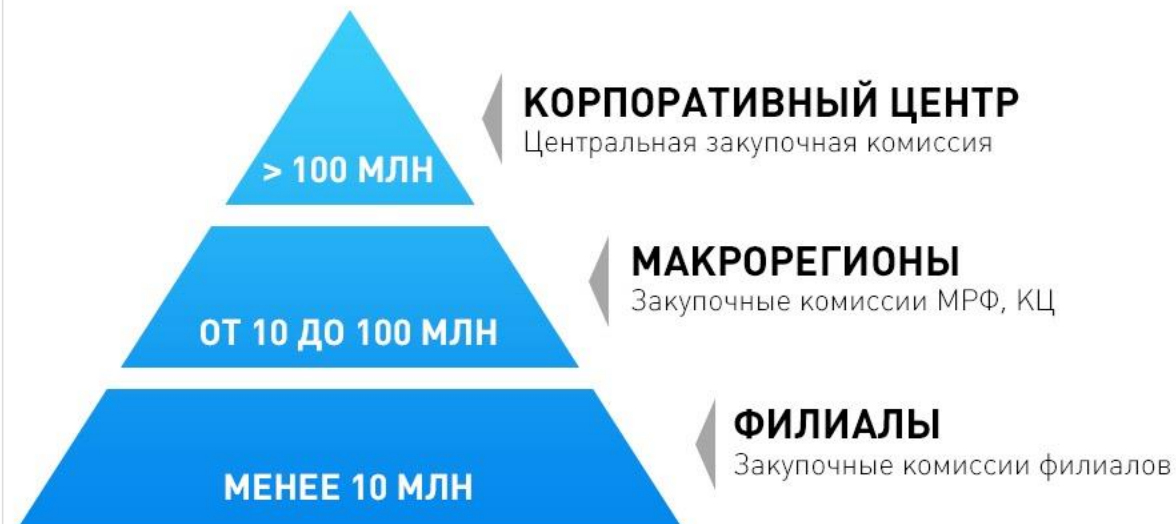 КОРПОРАТИВНЫЙ ЦЕНТР
Центральная закупочная комиссия
> 100 МЛН
МАКРОРЕГИОНЫ
Закупочные комиссии МРФ, КЦ
ОТ 10 ДО 100 МЛН
ФИЛИАЛЫ
Закупочные комиссии филиалов
МЕНЕЕ 10 МЛН